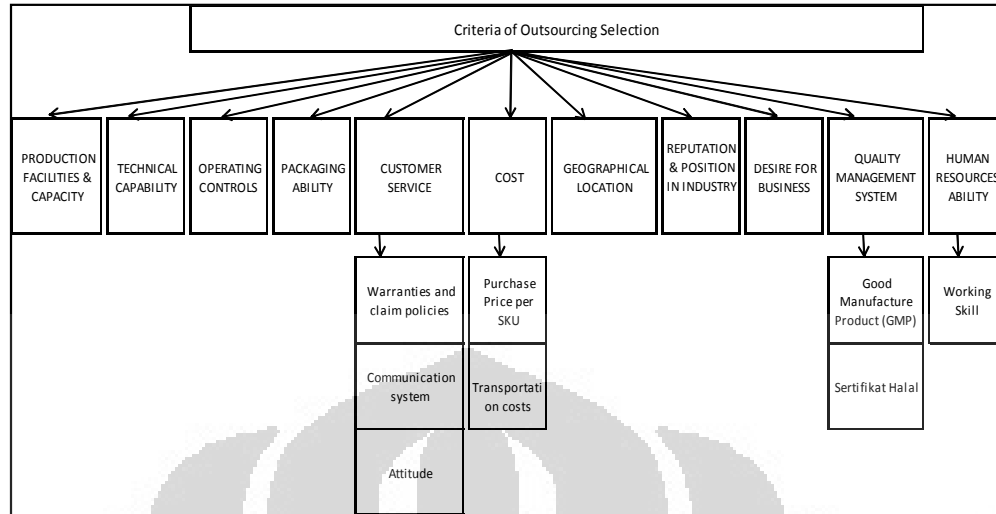 Criteria of Outsourcing Selection
PRODUCTION
FACILITIES &
CAPACITY
TECHNICAL
CAPABILITY
OPERATING
CONTROLS
PACKAGING
ABILITY
CUSTOMER
SERVICE
COST
GEOGRAPHICAL
LOCATION
REPUTATION
& POSITION
IN INDUSTRY
DESIRE FOR
BUSINESS
QUALITY
MANAGEMENT
SYSTEM
HUMAN
RESOURCES
ABILITY
Warranties and
claim policies
Communication
system
Attitude
Purchase
Price per
SKU
Transportati
on costs
Good
Manufacture
Product (GMP)
Sertifikat Halal
Working
Skill